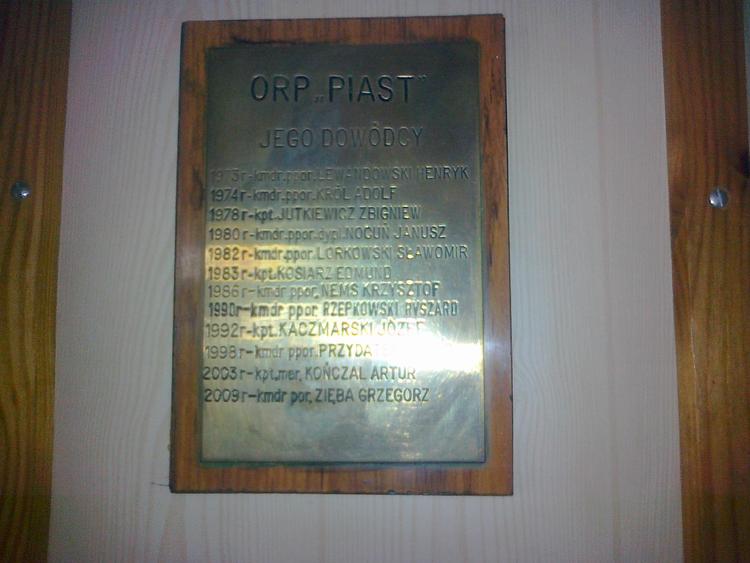 ORP „PIAST"
JEGO DOWÓDCY
1973r-kmdr.ppor.LEWANDOWSKI HENRYK
1974r-kmdr.ppor.KRÓL ADOLF
1978r-kpt.JUTKIEWICZ ZBIGNIEW
1980r-kmdr.ppor.dypl.NOCUŃ JANUSZ
1982r-kmdr.ppor.LORKOWSKI SŁAWOMIR
1983r-kpt.KOSIARZ EDMUND
1986r-kmdr ppor.NEMS KRZYSZTOF
1990r-kmdr ppor. RZEPKOWSKI RYSZARD
1992r-kpt.KACZMARSKI JÓZEF
1998r-kmdr ppor.
2003r-kpt.mar. KOŃCZAL ARTUR
2009r-kmdr por. ZIĘBA GRZEGORZ